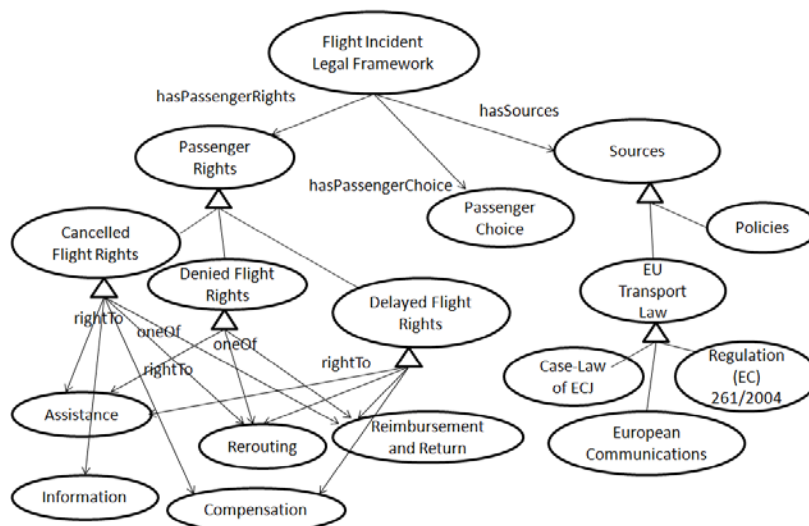 Flight Incident
Legal Framework
hasPassengerRights
hasSources
Passenger
Rights
Sources
hasPassengerChoice
Passenger
Choice
Policies
Cancelled
Flight Rights
Denied Flight
Rights
EU
Transport
Law
Delayed Flight
Rights
rightTo
oneOf
oneOf
rightTo
rightTo
Case-Law
of ECJ
Regulation
(EC)
261/2004
Assistance
Rerouting
Reimbursement
and Return
European
Communications
Information
Compensation